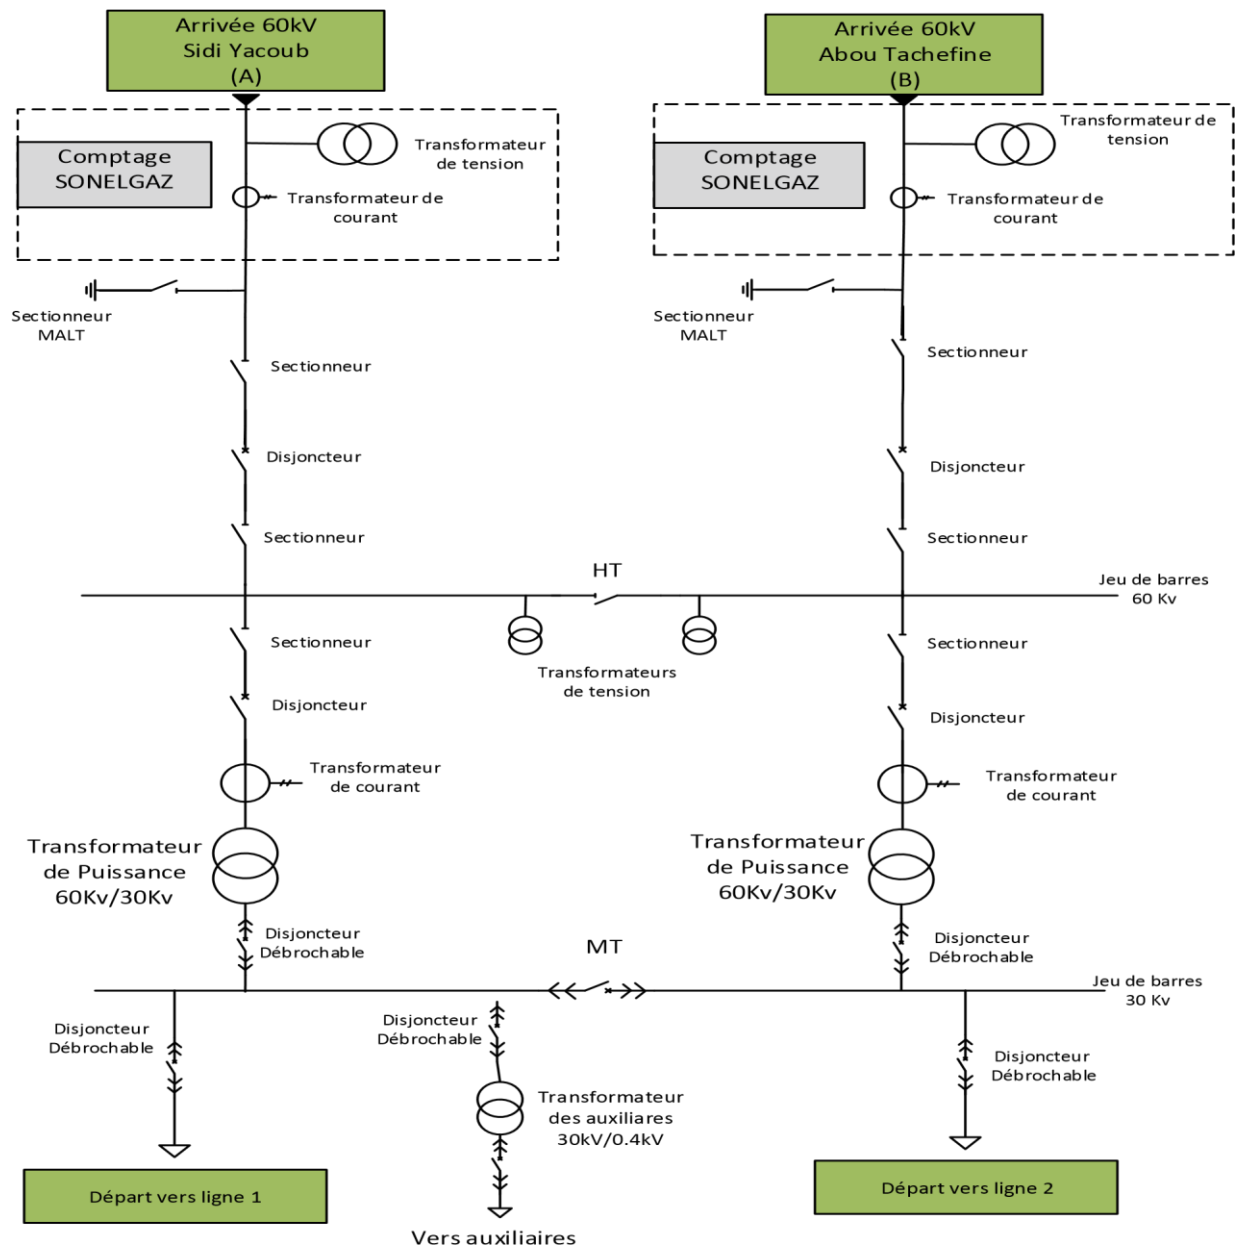 Arrivée 60kV
Sidi Yacoub
(A)
Arrivée 60kV
Abou Tachefine
(B)
Comptage
SONELGAZ
Transformateur
de tension
Transformateur de
courant
Comptage
SONELGAZ
Transformateur de
tension
Transformateur de
courant
Sectionneur
MALT
Sectionneur
MALT
Sectionneur
Sectionneur
Disjoncteur
Disjoncteur
Sectionneur
Sectionneur
HT
Jeu de barres
60 Kv
Sectionneur
Sectionneur
Transformateurs
de tension
Disjoncteur
Disjoncteur
Transformateur
de courant
Transformateur
de courant
Transformateur
de Puissance
60Kv/30Kv
Transformateur
de Puissance
60Kv/30Kv
Disjoncteur
Débrochable
MT
Disjoncteur
Débrochable
Jeu de barres
30 Kv
Disjoncteur
Débrochable
Disjoncteur
Débrochable
Disjoncteur
Débrochable
Transformateur
des auxiliares
30kV/0.4kV
Départ vers ligne 1
Départ vers ligne 2
Vers auxiliaires